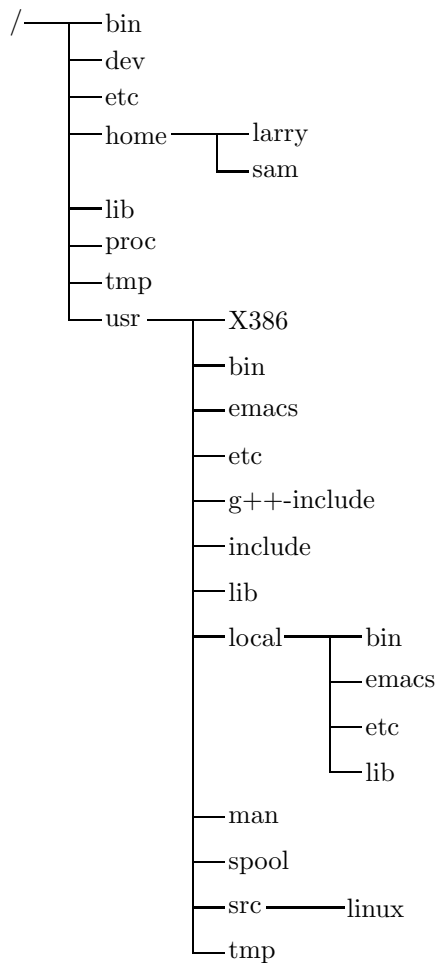 / bin
dev
etc
home larry
sam
lib
proc
tmp
usr X386
bin
emacs
etc
g++-include
include
lib
local bin
emacs
etc
lib
man
spool
src linux
tmp